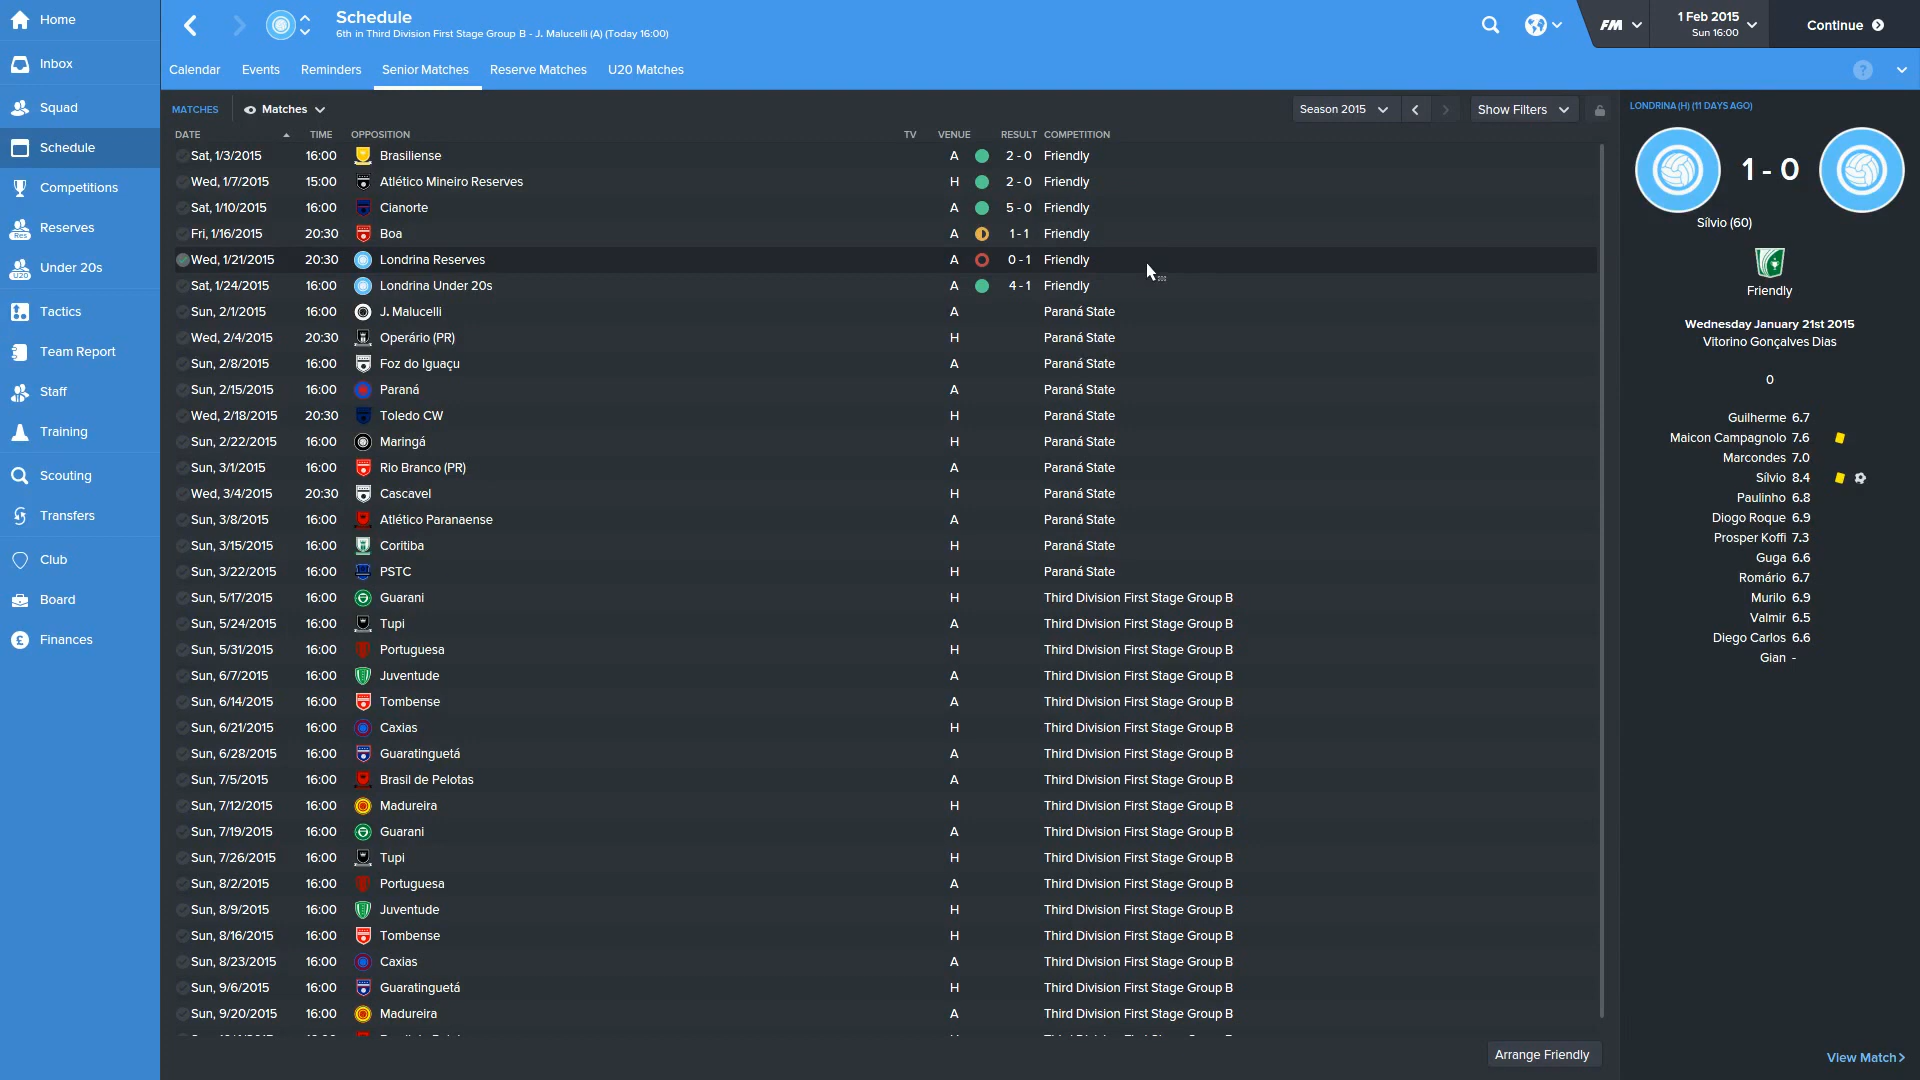 Home
Inbox
Squad
Schedule
Competitions
Reserves
Under 20s
Tactics
Team Report
Staff
Training
Scouting
Transfers
Club
Board
Finances
Schedule
6th in Third Division First Stage Group B - J. Malucelli (A) (Today 16:00)
FM
1 Feb 2015
Sun 16:00
Continue
Calendar Events Reminders Senior Matches Reserve Matches U20 Matches
MATCHES Matches Season 2015 Show Filters
DATE TIME OPPOSITION TV VENUE RESULT COMPETITION
Sat, 1/3/2015 16:00 Brasiliense A 2 - 0 Friendly
Wed, 1/7/2015 15:00 Atlético Mineiro Reserves H 2 - 0 Friendly
Sat, 1/10/2015 16:00 Cianorte A 5 - 0 Friendly
Fri, 1/16/2015 20:30 Boa A 1 - 1 Friendly
Wed, 1/21/2015 20:30 Londrina Reserves A 0 - 1 Friendly
Sat, 1/24/2015 16:00 Londrina Under 20s A 4 - 1 Friendly
Sun, 2/1/2015 16:00 J. Malucelli A Paraná State
Wed, 2/4/2015 20:30 Operário (PR) H Paraná State
Sun, 2/8/2015 16:00 Foz do Iguaçu A Paraná State
Sun, 2/15/2015 16:00 Paraná A Paraná State
Wed, 2/18/2015 20:30 Toledo CW H Paraná State
Sun, 2/22/2015 16:00 Maringá H Paraná State
Sun, 3/1/2015 16:00 Rio Branco (PR) A Paraná State
Wed, 3/4/2015 20:30 Cascavel H Paraná State
Sun, 3/8/2015 16:00 Atlético Paranaense A Paraná State
Sun, 3/15/2015 16:00 Coritiba H Paraná State
Sun, 3/22/2015 16:00 PSTC H Paraná State
Sun, 5/17/2015 16:00 Guarani H Third Division First Stage Group B
Sun, 5/24/2015 16:00 Tupi A Third Division First Stage Group B
Sun, 5/31/2015 16:00 Portuguesa H Third Division First Stage Group B
Sun, 6/7/2015 16:00 Juventude A Third Division First Stage Group B
Sun, 6/14/2015 16:00 Tombense A Third Division First Stage Group B
Sun, 6/21/2015 16:00 Caxias H Third Division First Stage Group B
Sun, 6/28/2015 16:00 Guaratinguetá A Third Division First Stage Group B
Sun, 7/5/2015 16:00 Brasil de Pelotas A Third Division First Stage Group B
Sun, 7/12/2015 16:00 Madureira H Third Division First Stage Group B
Sun, 7/19/2015 16:00 Guarani A Third Division First Stage Group B
Sun, 7/26/2015 16:00 Tupi H Third Division First Stage Group B
Sun, 8/2/2015 16:00 Portuguesa A Third Division First Stage Group B
Sun, 8/9/2015 16:00 Juventude H Third Division First Stage Group B
Sun, 8/16/2015 16:00 Tombense H Third Division First Stage Group B
Sun, 8/23/2015 16:00 Caxias A Third Division First Stage Group B
Sun, 9/6/2015 16:00 Guaratinguetá H Third Division First Stage Group B
Sun, 9/20/2015 16:00 Madureira A Third Division First Stage Group B
Arrange Friendly
LONDRINA (H) (11 DAYS AGO)
1 - 0
Sílvio (60)
Friendly
Wednesday January 21st 2015
Vitorino Gonçalves Dias
0
Guilherme 6.7
Maicon Campagnolo 7.6
Marcondes 7.0
Sílvio 8.4
Paulinho 6.8
Diogo Roque 6.9
Prosper Koffi 7.3
Guga 6.6
Romário 6.7
Murilo 6.9
Valmir 6.5
Diego Carlos 6.6
Gian -
View Match